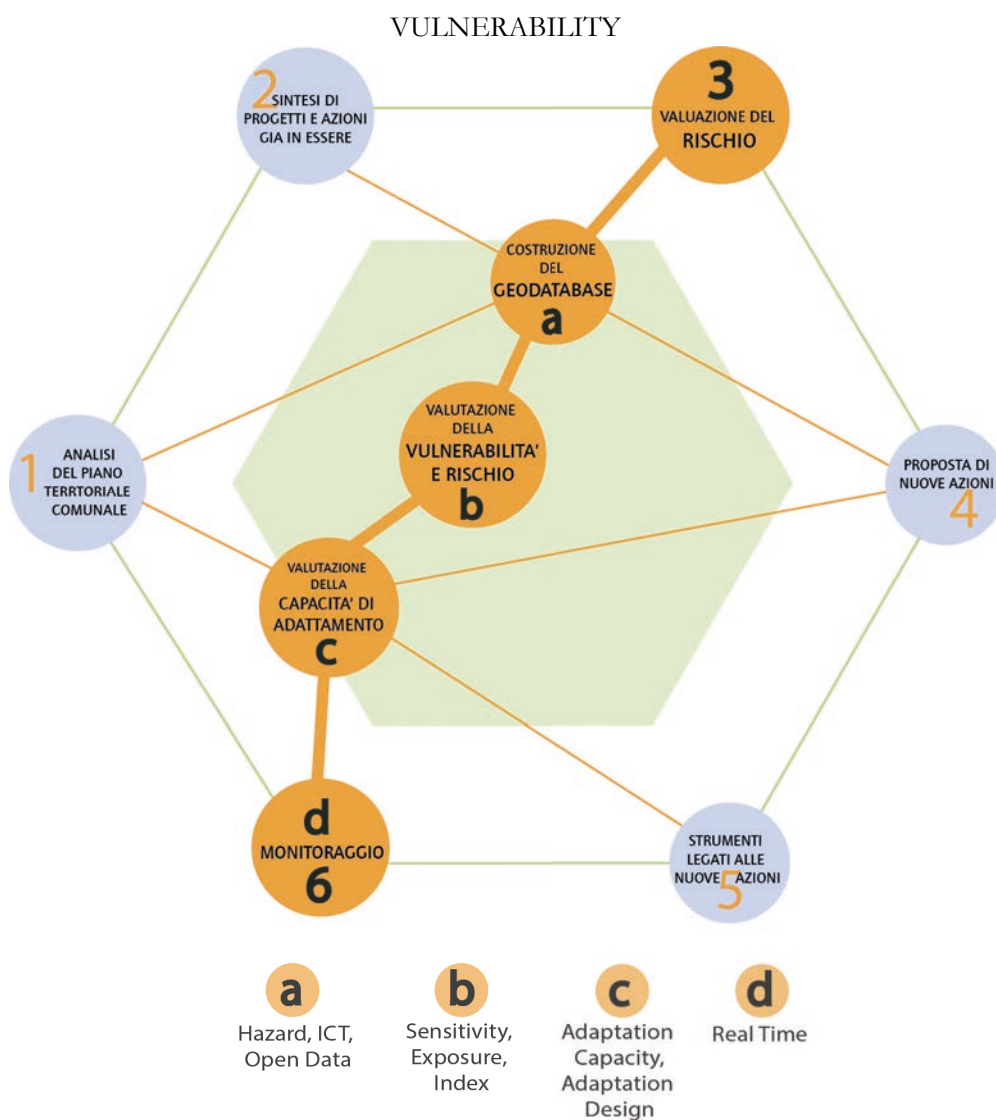 VULNERABILITY
2
SINTESI DI
PROGETTI E AZIONI
GIA IN ESSERE
3
VALUAZIONE DEL
RISCHIO
COSTRUZIONE
DEL
GEODATABASE
a
VALUTAZIONE
DELLA
VULNERABILITA'
E RISCHIO
b
1
ANALISI
DEL PIANO
TERRTORIALE
COMUNALE
PROPOSTA DI
NUOVE AZIONI
4
VALUTAZIONE
DELLA
CAPACITA' DI
ADATTAMENTO
c
d
MONITORAGGIO
6
STRUMENTI
LEGATI ALLE
NUOVE AZIONI
5
a
Hazard, ICT,
Open Data
b
Sensitivity,
Exposure,
Index
c
Adaptation
Capacity,
Adaptation
Design
d
Real Time